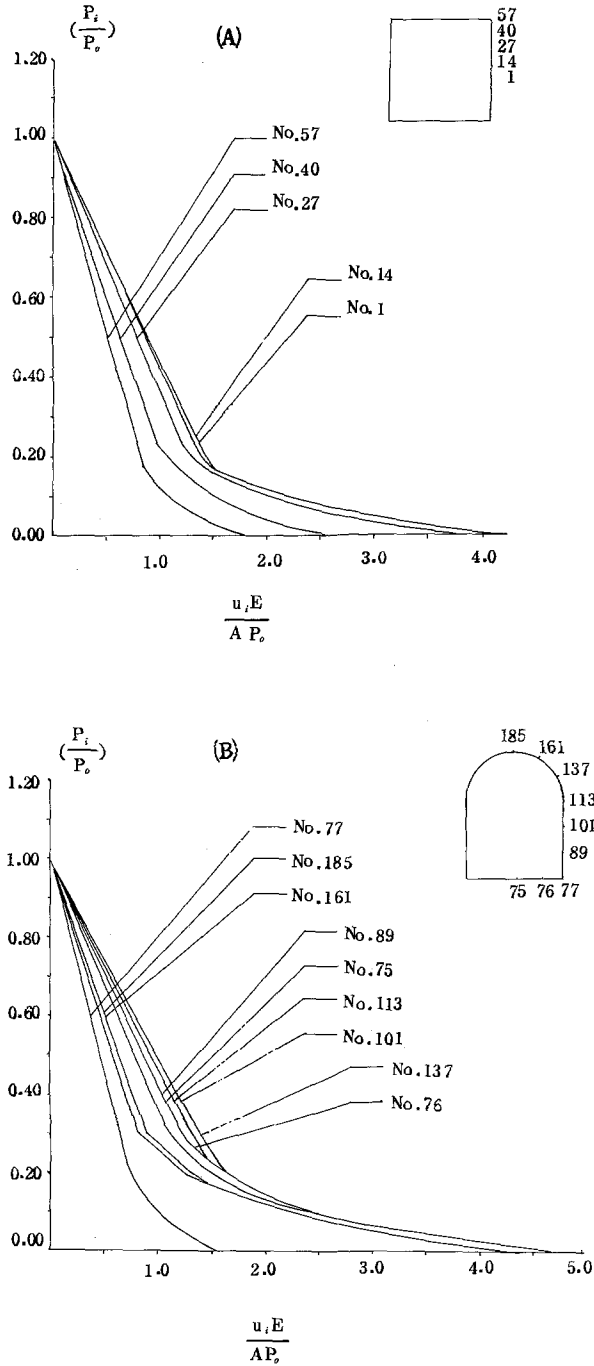 (P_i/P_o)
(A)
57
40
27
14
1
1.20
1.00
0.80
0.60
0.40
0.20
0.00
No.57
No.40
No.27
No.14
No.1
1.0
2.0
3.0
4.0
u_iE
A P_o
(P_i/P_o)
(B)
185
161
137
113
101
89
75 76 77
1.20
1.00
0.80
0.60
0.40
0.20
0.00
No.77
No.185
No.161
No.89
No.75
No.113
No.101
No.137
No.76
1.0
2.0
3.0
4.0
5.0
u_iE
AP_o